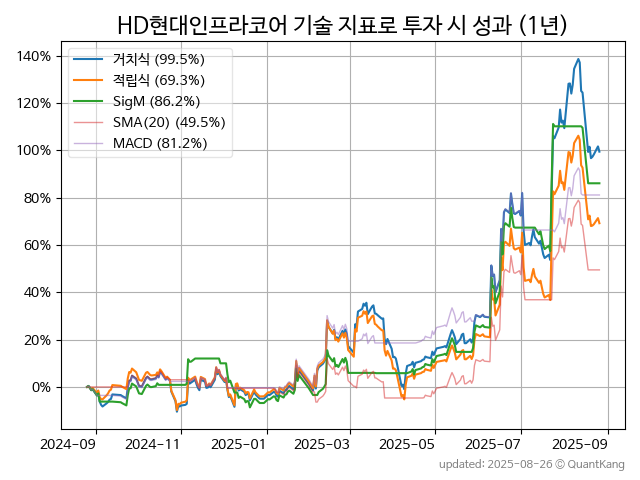 HD현대인프라코어 기술 지표로 투자 시 성과 (1년)
140%
120%
100%
80%
60%
40%
20%
0%
거치식 (99.5%)
적립식 (69.3%)
SigM (86.2%)
SMA(20) (49.5%)
MACD (81.2%)
2024-09
2024-11
2025-01
2025-03
2025-05
2025-07
2025-09
updated: 2025-08-26 © QuantKang